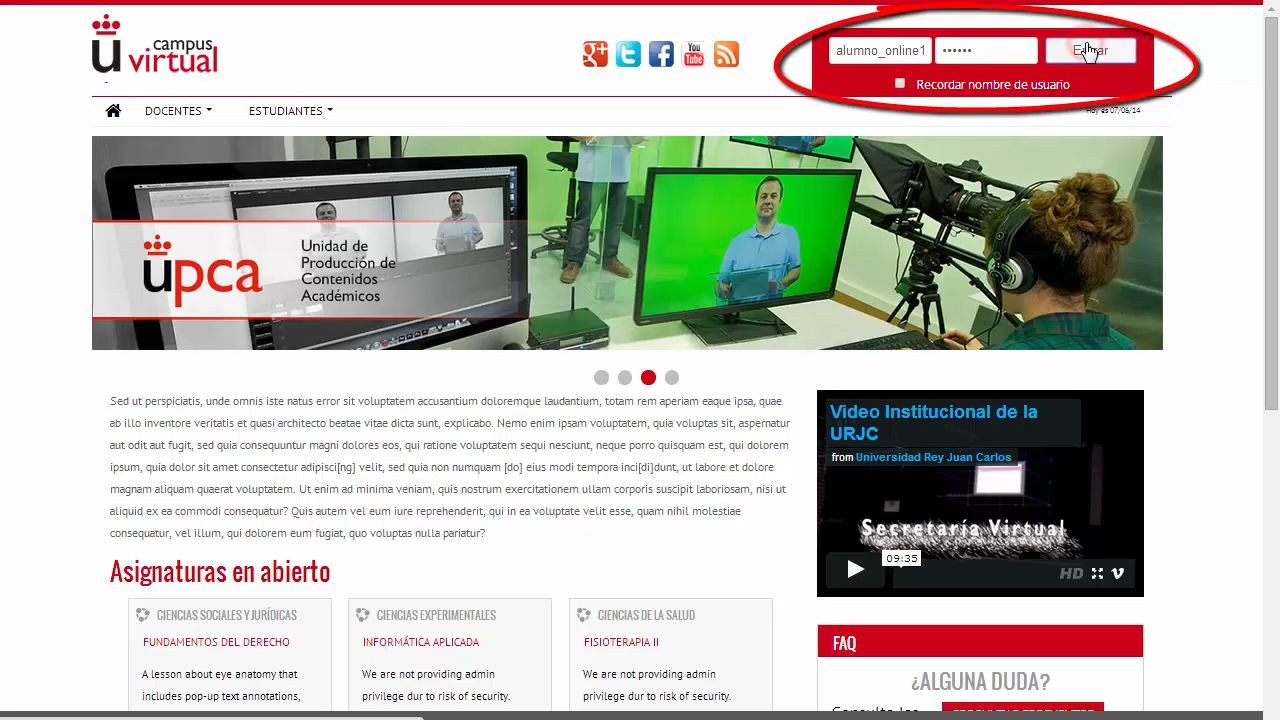 campus
virtual
alumno_online1
••••••
Recordar nombre de usuario
DOCENTES
ESTUDIANTES
Hoy es 07/06/14
upca
Unidad de
Producción de
Contenidos
Académicos
Sed ut perspiciatis, unde omnis iste natus error sit voluptatem accusantium doloremque laudantium, totam rem aperiam eaque ipsa, quae
ab illo inventore veritatis et quasi architecto beatae vitae dicta sunt, explicabo. Nemo enim ipsam voluptatem, quia voluptas sit, aspernatur
aut odit aut fugit, sed quia consequuntur magni dolores eos, qui ratione voluptatem sequi nesciunt, neque porro quisquam est, qui dolorem
ipsum, quia dolor sit amet consectetur adipisci[ng] velit, sed quia non numquam [do] eius modi tempora inci[di]dunt, ut labore et dolore
magnam aliquam quaerat voluptatem. Ut enim ad minima veniam, quis nostrum exercitationem ullam corporis suscipit laboriosam, nisi ut
aliquid ex ea commodi consequatur? Quis autem vel eum iure reprehenderit, qui in ea voluptate velit esse, quam nihil molestiae
consequatur, vel illum, qui dolorem eum fugiat, quo voluptas nulla pariatur?
Video Institucional de la
URJC
from Universidad Rey Juan Carlos
Secretaría Virtual
09:35
HD
Asignaturas en abierto
CIENCIAS SOCIALES Y JURÍDICAS
FUNDAMENTOS DEL DERECHO
A lesson about eye anatomy that
includes pop-up text annotations,
CIENCIAS EXPERIMENTALES
INFORMÁTICA APLICADA
We are not providing admin
privilege dur to risk of security.
CIENCIAS DE LA SALUD
FISIOTERAPIA II
We are not providing admin
privilege dur to risk of security.
FAQ
¿ALGUNA DUDA?